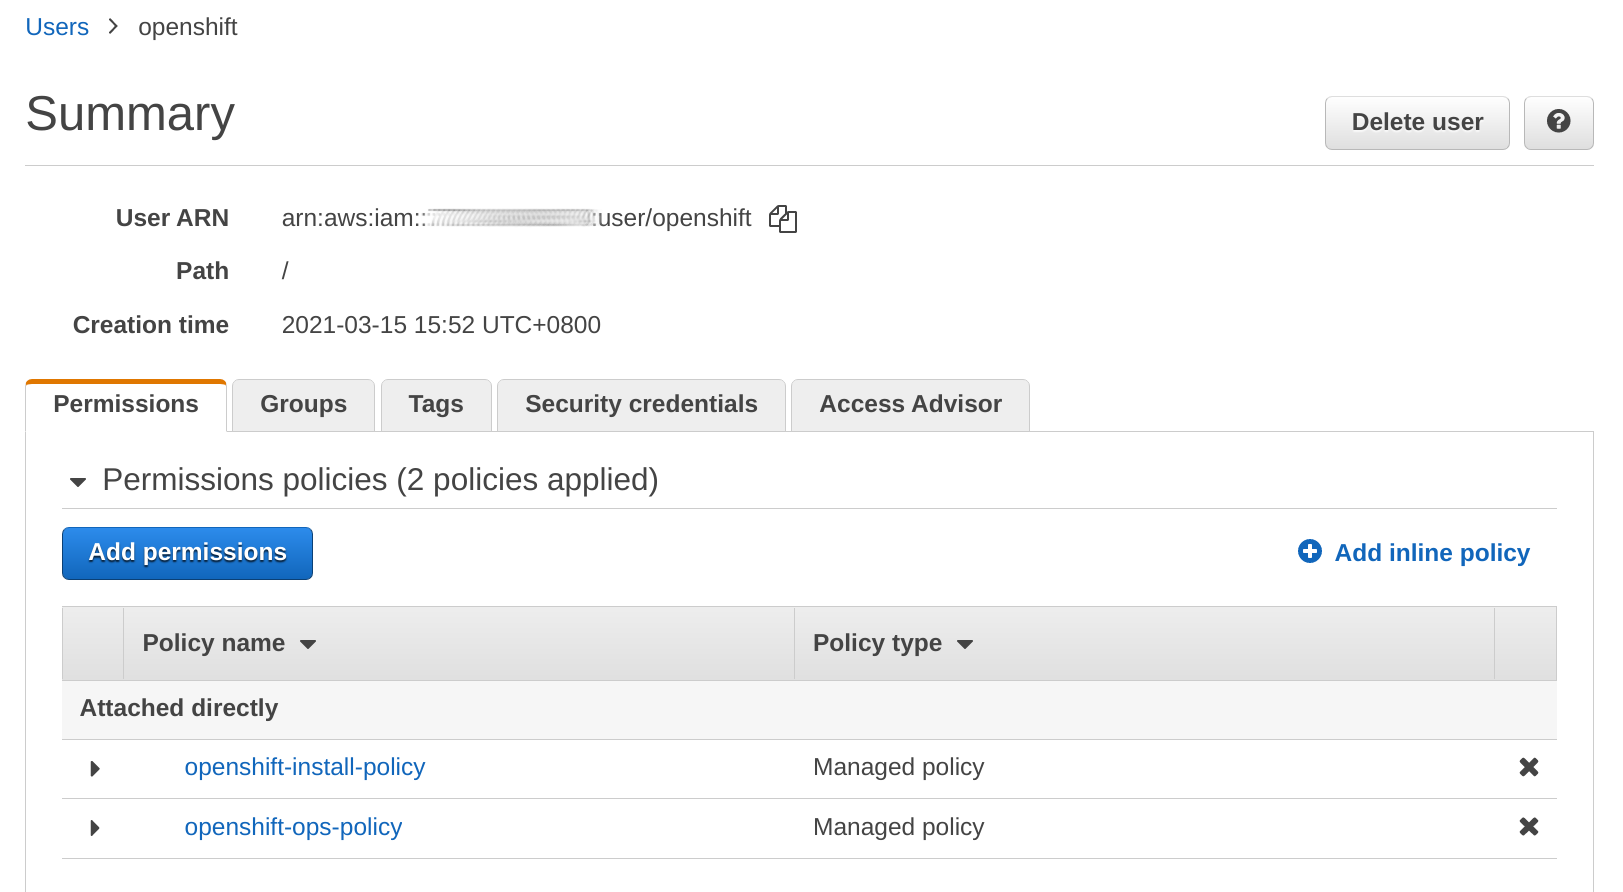 Users > openshift
Summary
Delete user
User ARN arn:aws:iam:: :user/openshift
Path /
Creation time 2021-03-15 15:52 UTC+0800
Permissions Groups Tags Security credentials Access Advisor
Permissions policies (2 policies applied)
Add permissions Add inline policy
Policy name Policy type
Attached directly
openshift-install-policy Managed policy
openshift-ops-policy Managed policy